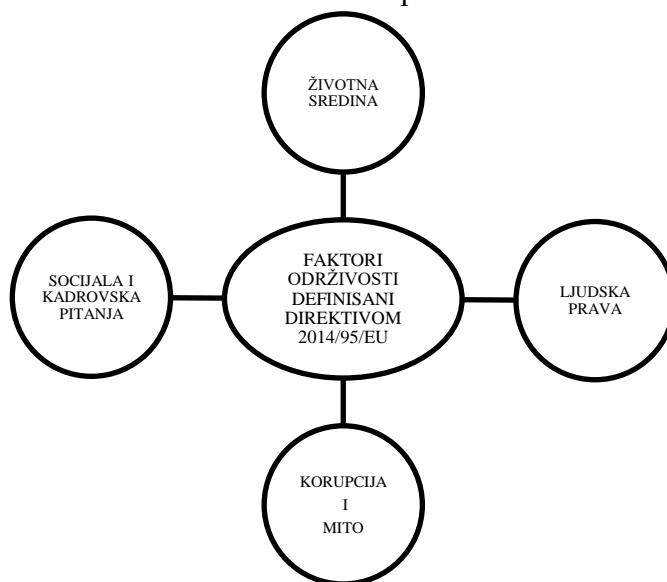 ŽIVOTNA
SREDINA
FAKTORI
ODRŽIVOSTI
DEFINISANI
DIREKTIVOM
2014/95/EU
SOCIJALA I
KADROVSKA
PITANJA
LJUDSKA
PRAVA
KORUPCIJA
I
MITO